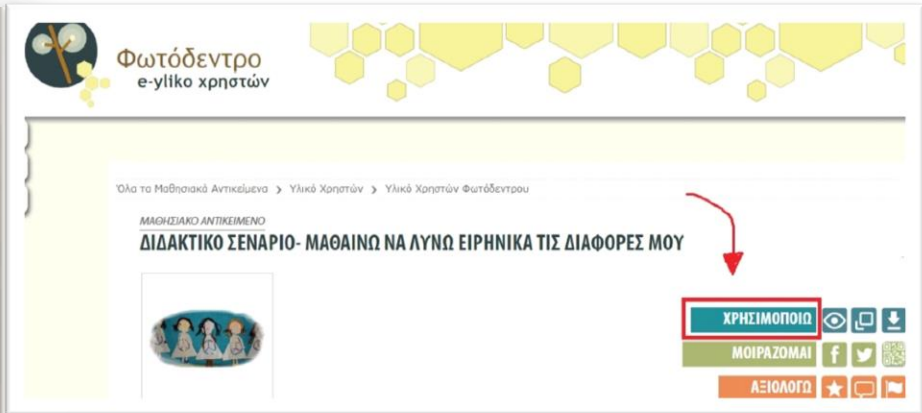 Φωτόδεντρο
e-yliko χρηστών
Όλα τα Μαθησιακά Αντικείμενα > Υλικό Χρηστών > Υλικό Χρηστών Φωτόδεντρου
ΜΑΘΗΣΙΑΚΟ ΑΝΤΙΚΕΙΜΕΝΟ
ΔΙΔΑΚΤΙΚΟ ΣΕΝΑΡΙΟ- ΜΑΘΑΙΝΩ ΝΑ ΛΥΝΩ ΕΙΡΗΝΙΚΑ ΤΙΣ ΔΙΑΦΟΡΕΣ ΜΟΥ
ΧΡΗΣΙΜΟΠΟΙΩ
ΜΟΙΡΑΖΟΜΑΙ
ΑΞΙΟΛΟΓΩ